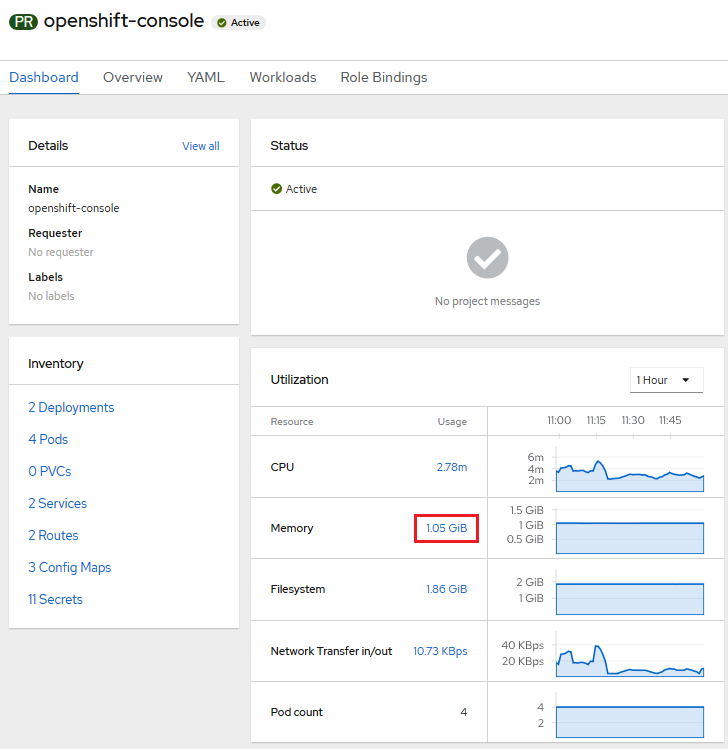 PR openshift-console Active
Dashboard Overview YAML Workloads Role Bindings
Details View all
Name
openshift-console
Requester
No requester
Labels
No labels
Status
Active
No project messages
Inventory
2 Deployments
4 Pods
0 PVCs
2 Services
2 Routes
3 Config Maps
11 Secrets
Utilization 1 Hour
Resource Usage 11:00 11:15 11:30 11:45
CPU 2.78m
6m
4m
2m
Memory 1.05 GiB
1.5 GiB
1 GiB
0.5 GiB
Filesystem 1.86 GiB
2 GiB
1 GiB
Network Transfer in/out 10.73 KBps
40 KBps
20 KBps
Pod count 4
4
2